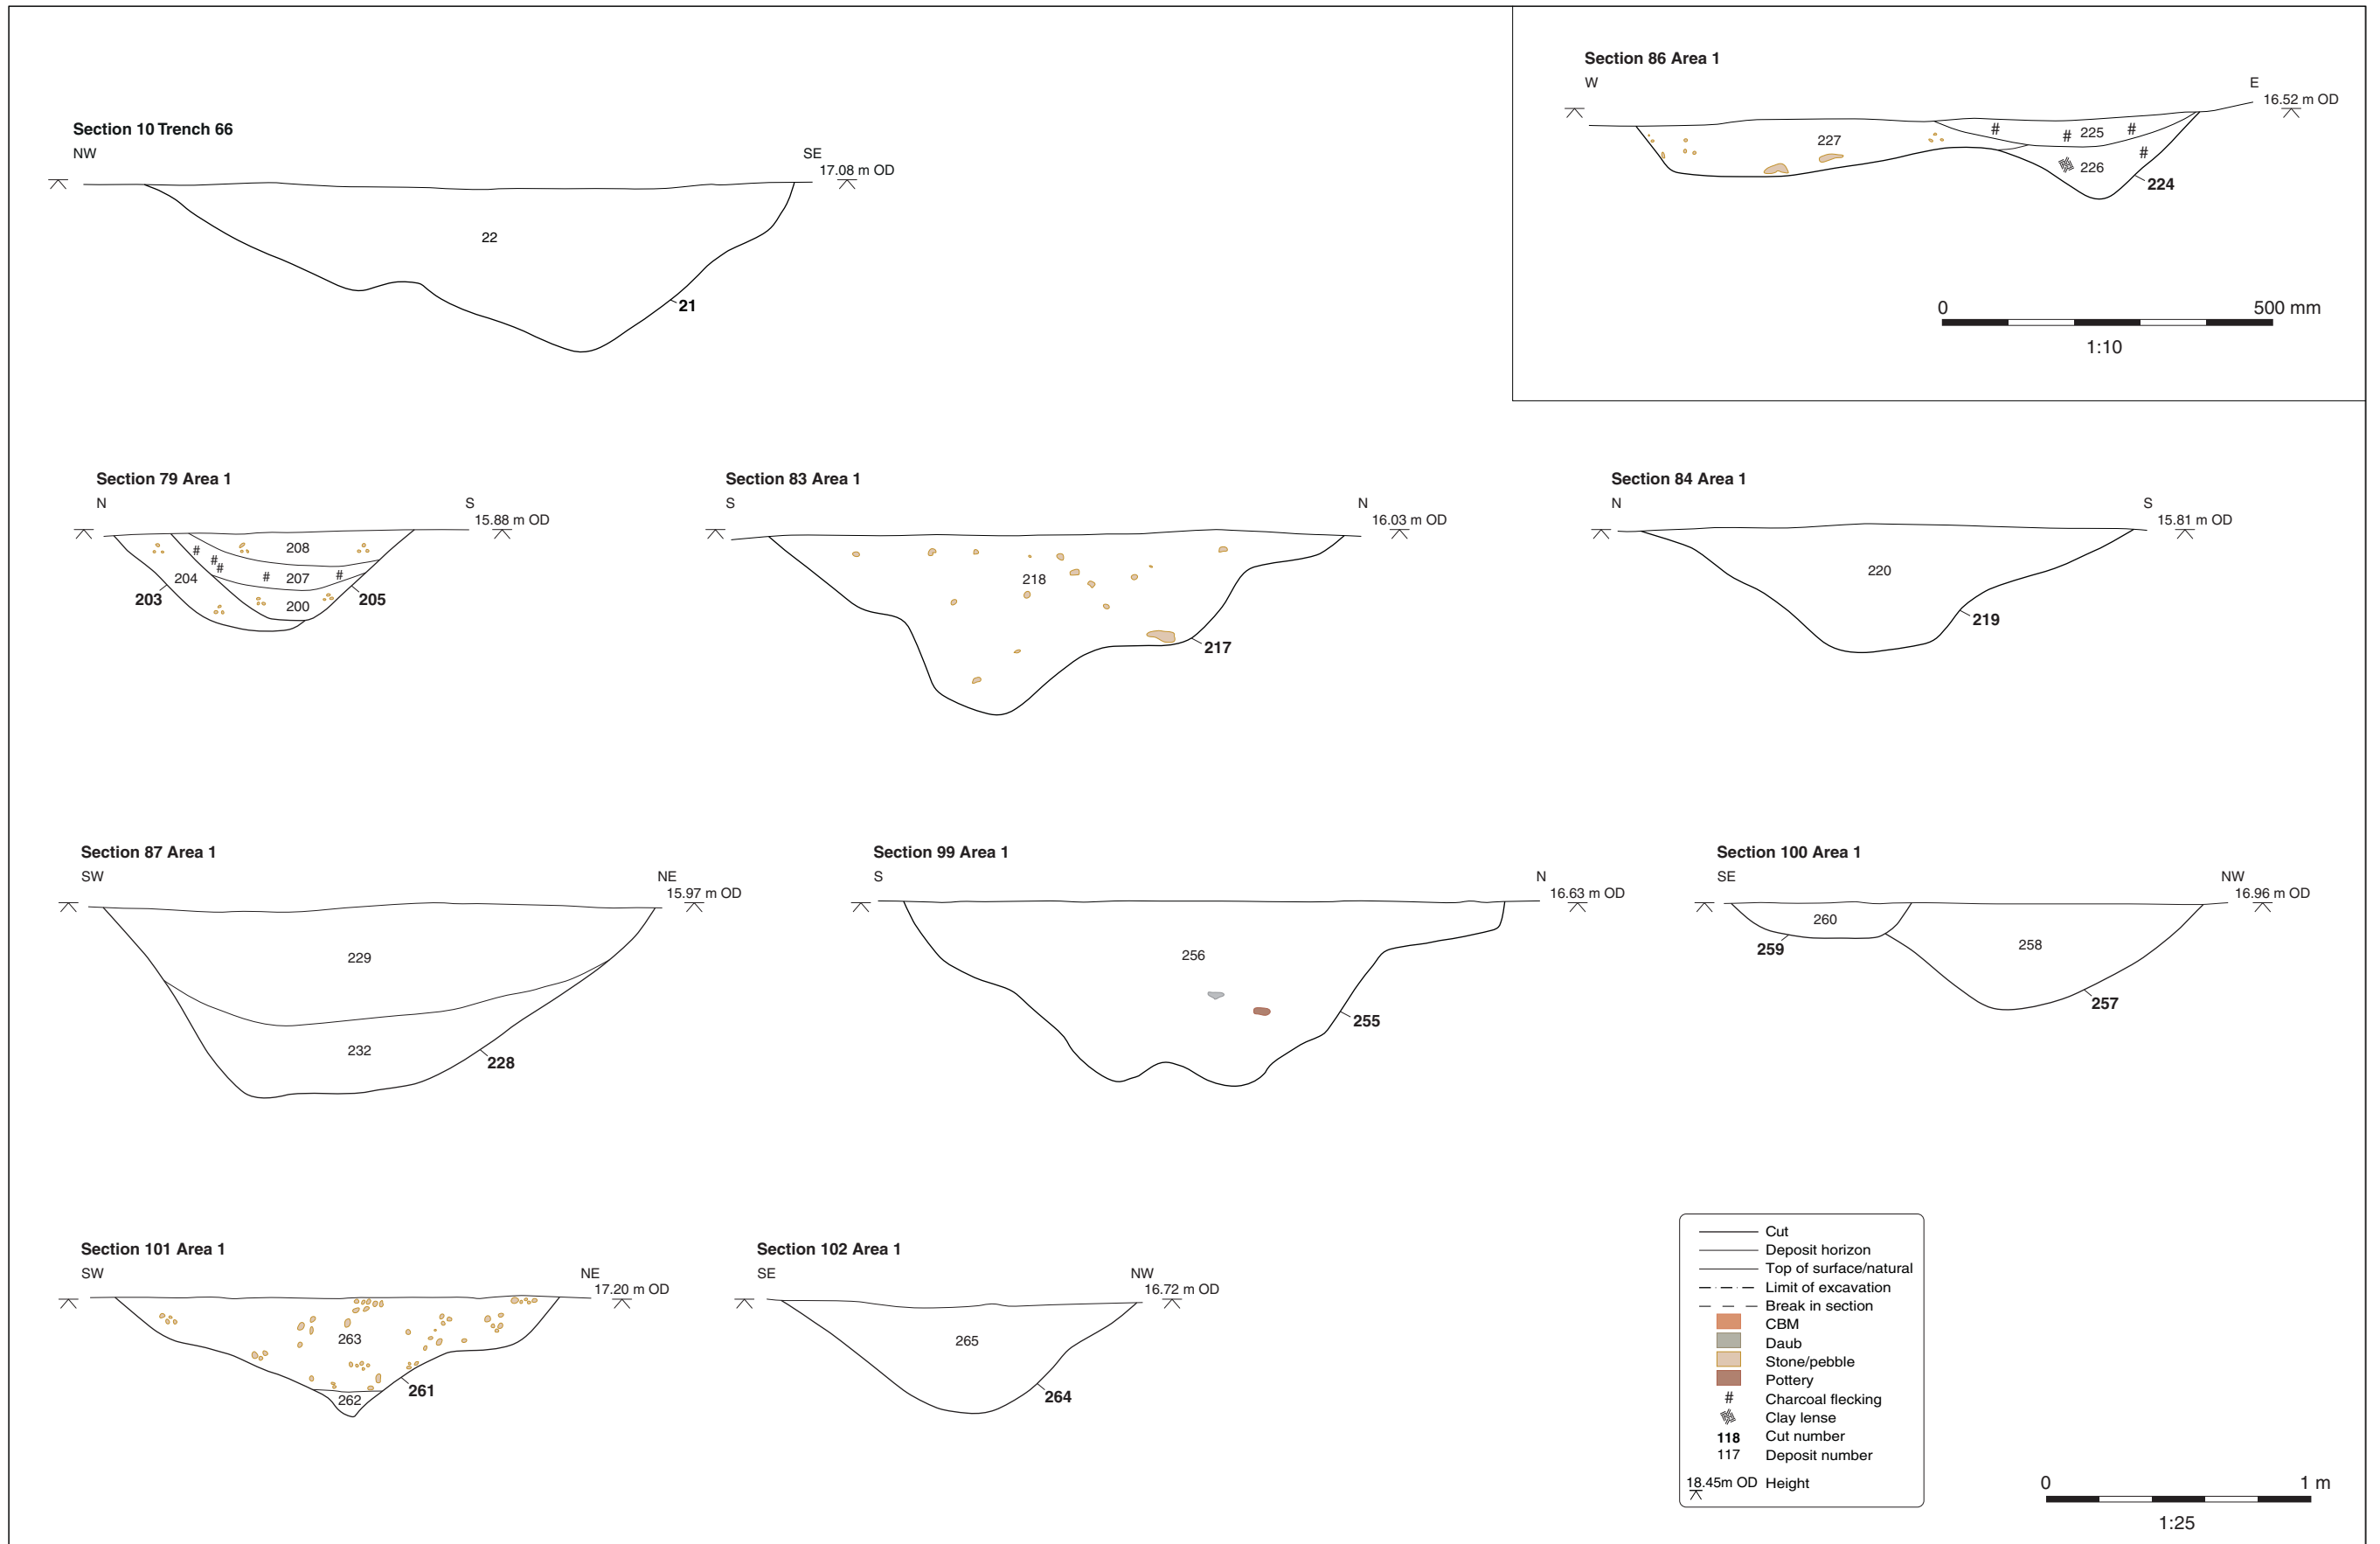 Section 10 Trench 66
NW
SE
17.08 m OD
22
21
Section 86 Area 1
W
E
16.52 m OD
227
# 
# 225 #
#
226
224
0 500 mm
1:10
Section 79 Area 1
N
S
15.88 m OD
208
#
#
#
# 207 #
204
200
203
205
Section 83 Area 1
S
N
16.03 m OD
218
217
Section 84 Area 1
N
S
15.81 m OD
220
219
Section 87 Area 1
SW
NE
15.97 m OD
229
232
228
Section 99 Area 1
S
N
16.63 m OD
256
255
Section 100 Area 1
SE
NW
16.96 m OD
260
259
258
257
Section 101 Area 1
SW
NE
17.20 m OD
263
262
261
Section 102 Area 1
SE
NW
16.72 m OD
265
264
Cut
Deposit horizon
Top of surface/natural
Limit of excavation
Break in section
CBM
Daub
Stone/pebble
Pottery
# Charcoal flecking
Clay lense
118 Cut number
117 Deposit number
18.45m OD Height
0 1 m
1:25